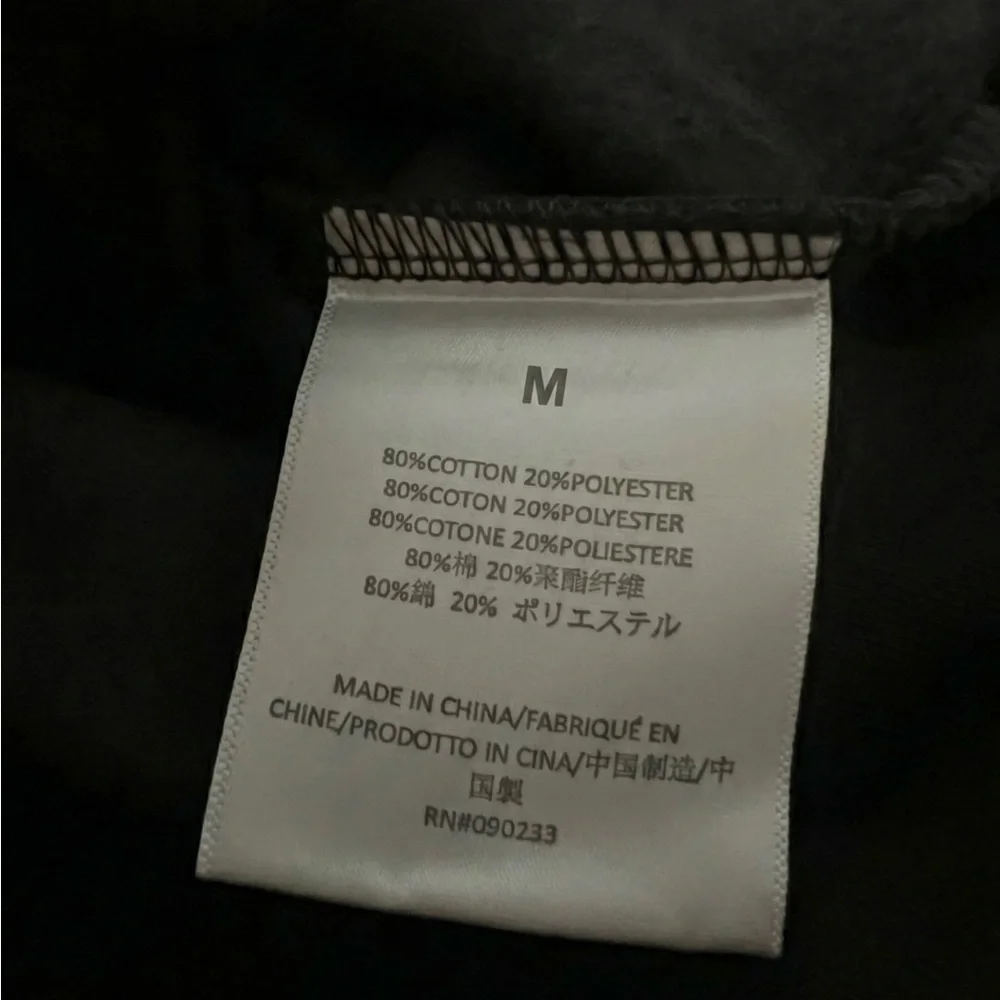 M
80%COTTON 20%POLYESTER
80%COTON 20%POLYESTER
80%COTONE 20%POLIESTERE
80%棉 20%聚酯纤维
80%綿 20% ポリエステル
MADE IN CHINA/FABRIQUÉ EN
CHINE/PRODOTTO IN CINA/中国制造/中
国製
RN#090233